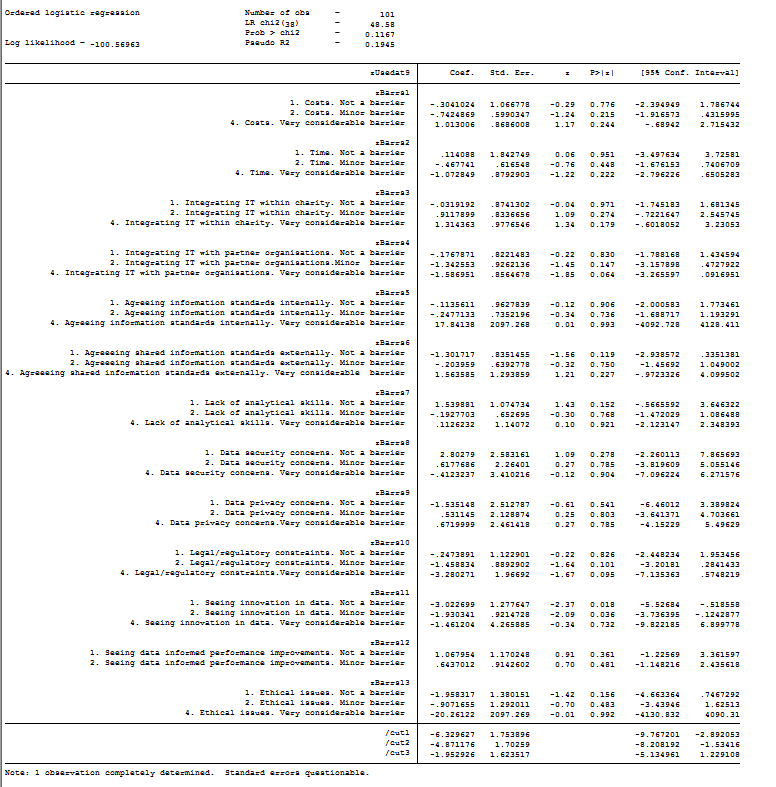 Ordered logistic regression Number of obs = 101
LR chi2(38) = 48.58
Prob > chi2 = 0.1167
Log likelihood = -100.56963 Pseudo R2 = 0.1945
zUsedat9 Coef. Std. Err. z P>|z| [95% Conf. Interval]
zBarra1
1. Costs. Not a barrier -.3041024 1.066778 -0.29 0.776 -2.394949 1.786744
2. Costs. Minor barrier -.7424869 .5990347 -1.24 0.215 -1.916573 .4315995
4. Costs. Very considerable barrier 1.013006 .8686008 1.17 0.244 -.68942 2.715432
zBarra2
1. Time. Not a barrier .114088 1.842749 0.06 0.951 -3.497634 3.72581
2. Time. Minor barrier -.467741 .616548 -0.76 0.448 -1.676153 .7406709
4. Time. Very considerable barrier -1.072849 .8792903 -1.22 0.222 -2.796226 .6505283
zBarra3
1. Integrating IT within charity. Not a barrier -.0319192 .8741302 -0.04 0.971 -1.745183 1.681345
2. Integrating IT within charity. Minor barrier .9117899 .8336656 1.09 0.274 -.7221647 2.545745
4. Integrating IT within charity. Very considerable barrier 1.314363 .9776546 1.34 0.179 -.6018052 3.23053
zBarra4
1. Integrating IT with partner organisations. Not a barrier -.1767871 .8221483 -0.22 0.830 -1.788168 1.434594
2. Integrating IT with partner organisations.Minor barrier -1.342553 .9262136 -1.45 0.147 -3.157898 .4727922
4. Integrating IT with partner organisations. Very considerable barrier -1.586951 .8564678 -1.85 0.064 -3.265597 .0916951
zBarra5
1. Agreeing information standards internally. Not a barrier -.1135611 .9627839 -0.12 0.906 -2.000583 1.773461
2. Agreeing information standards internally. Minor barrier -.2477133 .7352196 -0.34 0.736 -1.688717 1.193291
4. Agreeing information standards internally. Very considerable barrier 17.84138 2097.268 0.01 0.993 -4092.728 4128.411
zBarra6
1. Agreeeing shared information standards externally. Not a barrier -1.301717 .8351455 -1.56 0.119 -2.938572 .3351381
2. Agreeeing shared information standards externally. Minor barrier -.203959 .6392778 -0.32 0.750 -1.45692 1.049002
4. Agreeeing shared information standards externally. Very considerable barrier 1.563585 1.293859 1.21 0.227 -.9723326 4.099502
zBarra7
1. Lack of analytical skills. Not a barrier 1.539881 1.074734 1.43 0.152 -.5665592 3.646322
2. Lack of analytical skills. Minor barrier -.1927703 .652695 -0.30 0.768 -1.472029 1.086488
4. Lack of analytical skills. Very considerable barrier .1126232 1.14072 0.10 0.921 -2.123147 2.348393
zBarra8
1. Data security concerns. Not a barrier 2.80279 2.583161 1.09 0.278 -2.260113 7.865693
2. Data security concerns. Minor barrier .6177686 2.26401 0.27 0.785 -3.819609 5.055146
4. Data security concerns. Very considerable barrier -.4123237 3.410216 -0.12 0.904 -7.096224 6.271576
zBarra9
1. Data privacy concerns. Not a barrier -1.535148 2.512787 -0.61 0.541 -6.46012 3.389824
2. Data privacy concerns. Minor barrier .531145 2.128874 0.25 0.803 -3.641371 4.703661
4. Data privacy concerns.Very considerable barrier .6719999 2.461418 0.27 0.785 -4.15229 5.49629
zBarra10
1. Legal/regulatory constraints. Not a barrier -.2473891 1.122901 -0.22 0.826 -2.448234 1.953456
2. Legal/regulatory constraints. Minor barrier -1.458834 .8892902 -1.64 0.101 -3.20181 .2841433
4. Legal/regulatory constraints.Very considerable barrier -3.280271 1.96692 -1.67 0.095 -7.135363 .5748219
zBarra11
1. Seeing innovation in data. Not a barrier -3.022699 1.277647 -2.37 0.018 -5.52684 -.518558
2. Seeing innovation in data. Minor barrier -1.930341 .9214728 -2.09 0.036 -3.736395 -.1242877
4. Seeing innovation in data. Very considerable barrier -1.461204 4.265885 -0.34 0.732 -9.822185 6.899778
zBarra12
1. Seeing data informed performance improvements. Not a barrier 1.067954 1.170248 0.91 0.361 -1.22569 3.361597
2. Seeing data informed performance improvements. Minor barrier .6437012 .9142602 0.70 0.481 -1.148216 2.435618
zBarra13
1. Ethical issues. Not a barrier -1.958317 1.380151 -1.42 0.156 -4.663364 .7467292
2. Ethical issues. Minor barrier -.9071655 1.292011 -0.70 0.483 -3.43946 1.62513
4. Ethical issues. Very considerable barrier -20.26122 2097.269 -0.01 0.992 -4130.832 4090.31
/cut1 -6.329627 1.753896 -9.767201 -2.892053
/cut2 -4.871176 1.70259 -8.208192 -1.53416
/cut3 -1.952926 1.623517 -5.134961 1.229108
Note: 1 observation completely determined. Standard errors questionable.